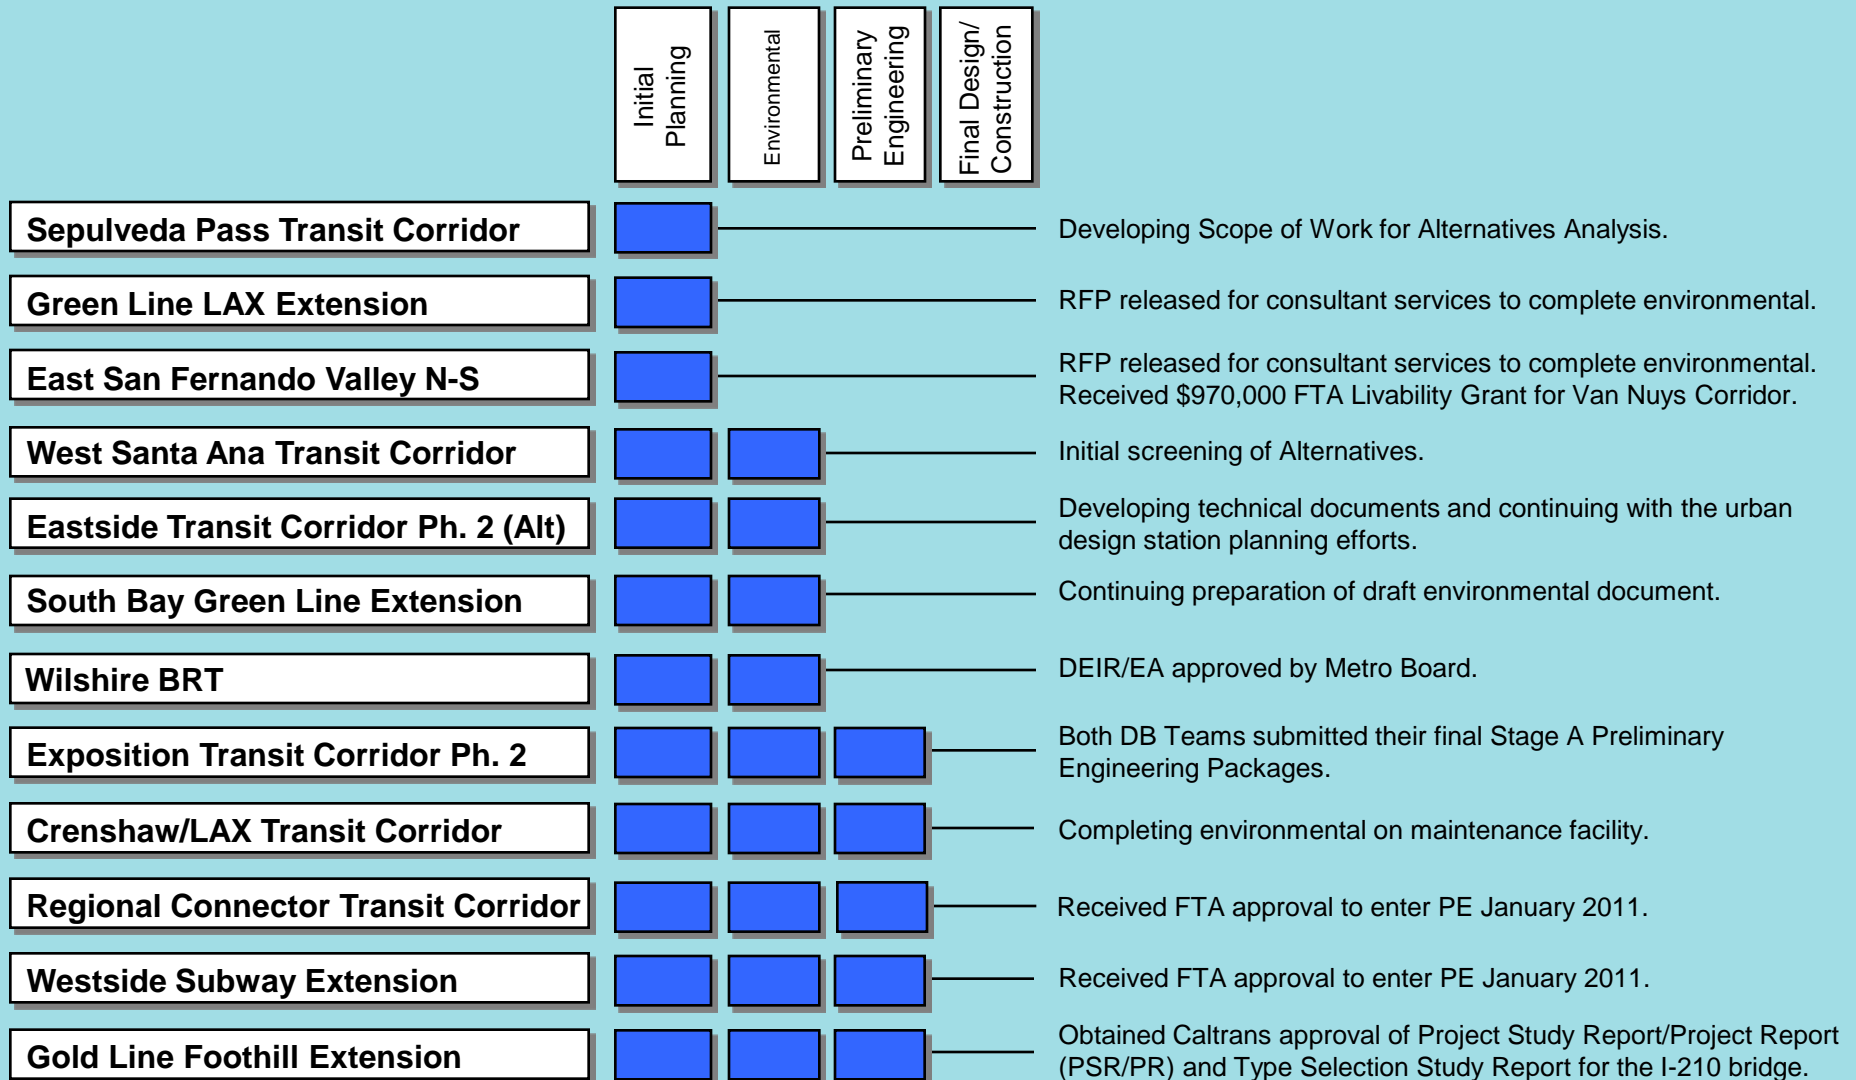 Initial
Planning
Environmental
Preliminary
Engineering
Final Design/
Construction
Sepulveda Pass Transit Corridor
Developing Scope of Work for Alternatives Analysis.
Green Line LAX Extension
RFP released for consultant services to complete environmental.
East San Fernando Valley N-S
RFP released for consultant services to complete environmental.
Received $970,000 FTA Livability Grant for Van Nuys Corridor.
West Santa Ana Transit Corridor
Initial screening of Alternatives.
Eastside Transit Corridor Ph. 2 (Alt)
Developing technical documents and continuing with the urban
design station planning efforts.
South Bay Green Line Extension
Continuing preparation of draft environmental document.
Wilshire BRT
DEIR/EA approved by Metro Board.
Exposition Transit Corridor Ph. 2
Both DB Teams submitted their final Stage A Preliminary
Engineering Packages.
Crenshaw/LAX Transit Corridor
Completing environmental on maintenance facility.
Regional Connector Transit Corridor
Received FTA approval to enter PE January 2011.
Westside Subway Extension
Received FTA approval to enter PE January 2011.
Gold Line Foothill Extension
Obtained Caltrans approval of Project Study Report/Project Report
(PSR/PR) and Type Selection Study Report for the I-210 bridge.